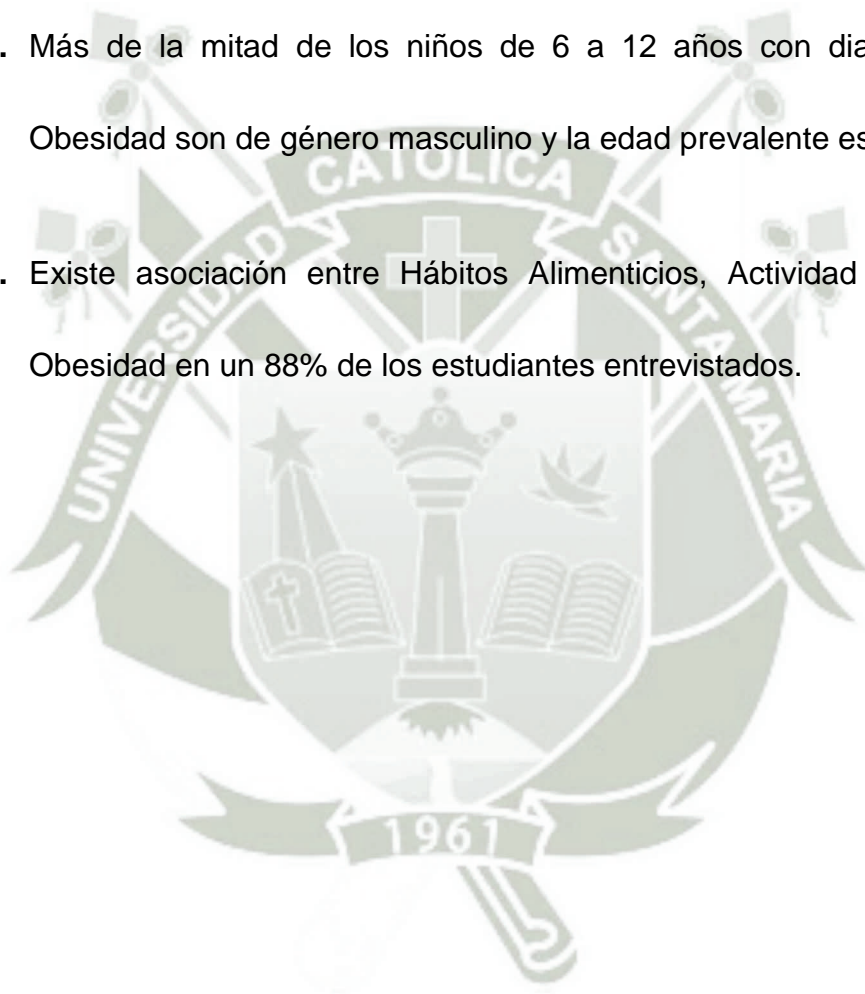 . Más de la mitad de los niños de 6 a 12 años con
Obesidad son de género masculino y la edad prevalente es
. Existe asociación entre Hábitos Alimenticios, Actividad
Obesidad en un 88% de los estudiantes entrevistados.
UNIVERSIDAD CATOLICA SANTA MARIA
1961